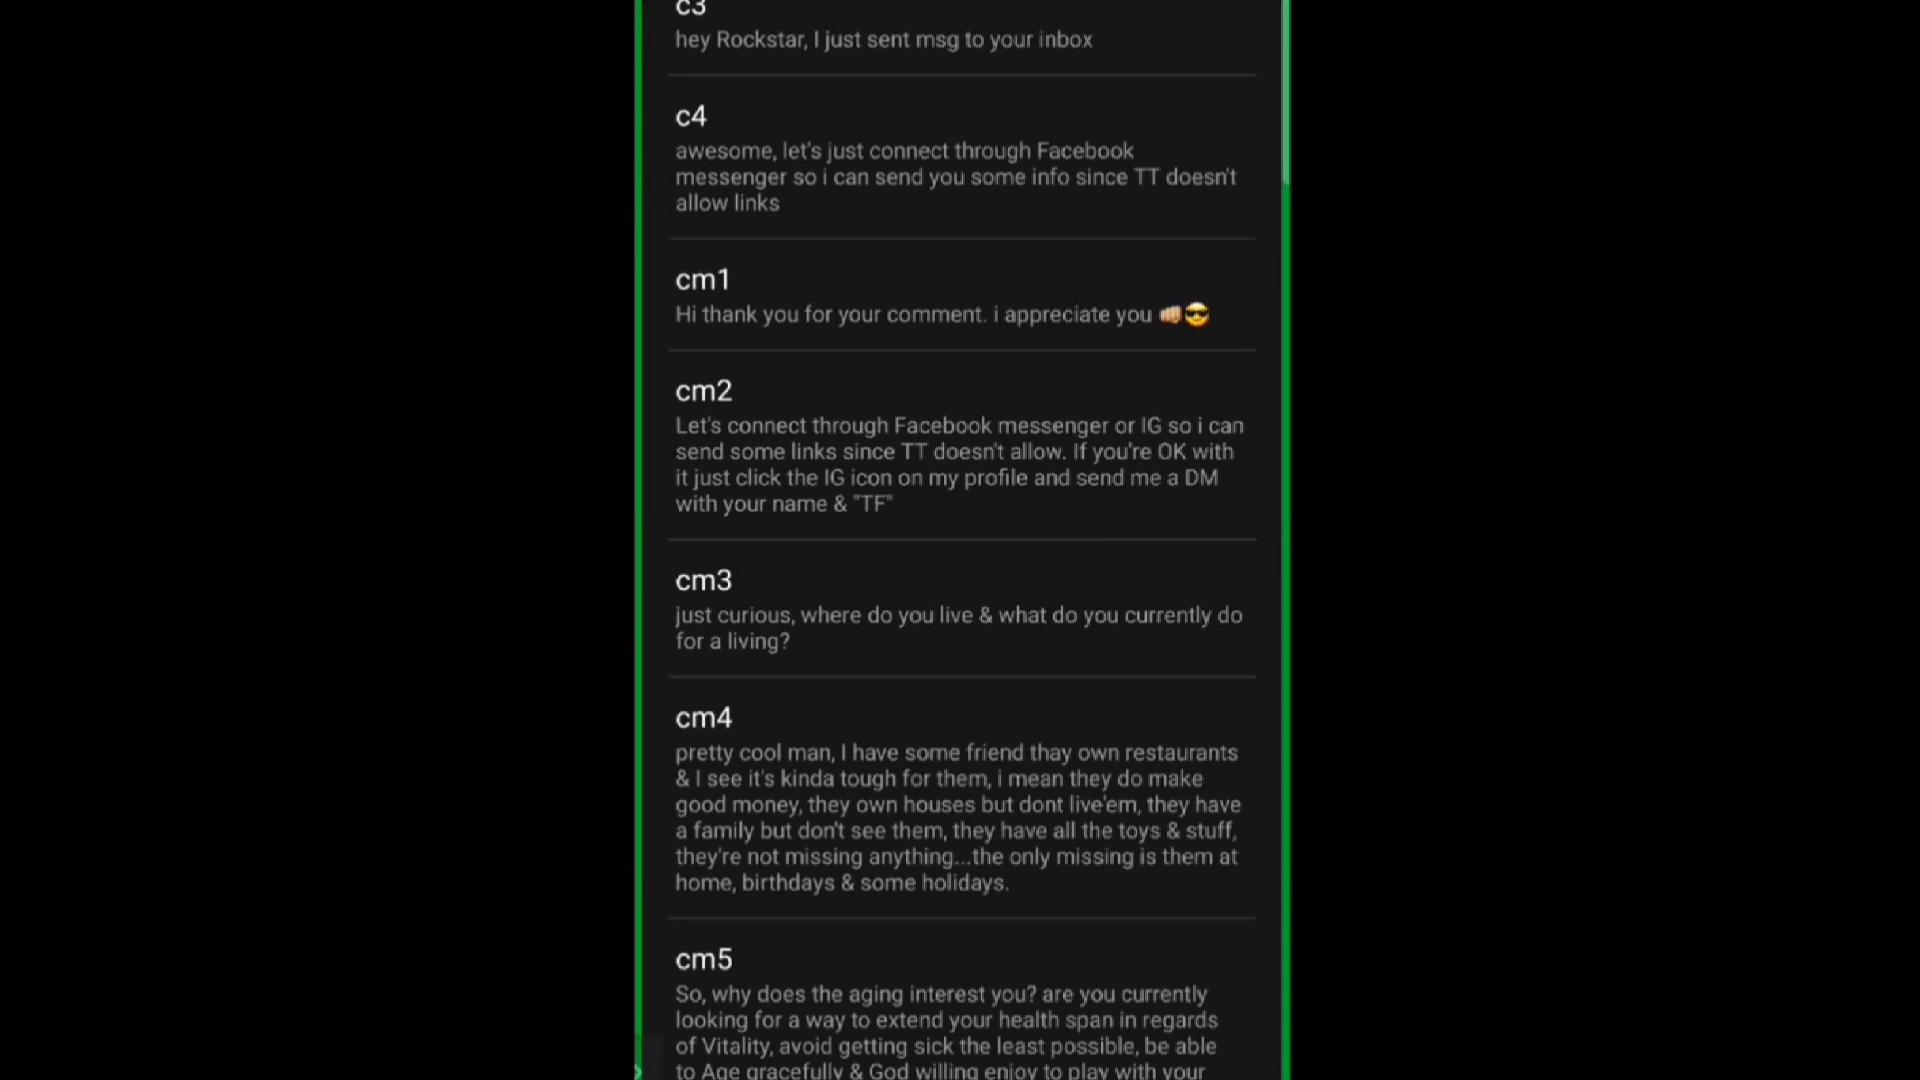 c3
hey Rockstar, I just sent msg to your inbox
c4
awesome, let's just connect through Facebook
messenger so i can send you some info since TT doesn't
allow links
cm1
Hi thank you for your comment. i appreciate you 👊🏼😎
cm2
Let's connect through Facebook messenger or IG so i can
send some links since TT doesn't allow. If you're OK with
it just click the IG icon on my profile and send me a DM
with your name & "TF"
cm3
just curious, where do you live & what do you currently do
for a living?
cm4
pretty cool man, I have some friend thay own restaurants
& I see it's kinda tough for them, i mean they do make
good money, they own houses but dont live'em, they have
a family but don't see them, they have all the toys & stuff,
they're not missing anything...the only missing is them at
home, birthdays & some holidays.
cm5
So, why does the aging interest you? are you currently
looking for a way to extend your health span in regards
of Vitality, avoid getting sick the least possible, be able
to Age gracefully & God willing enjoy to play with your